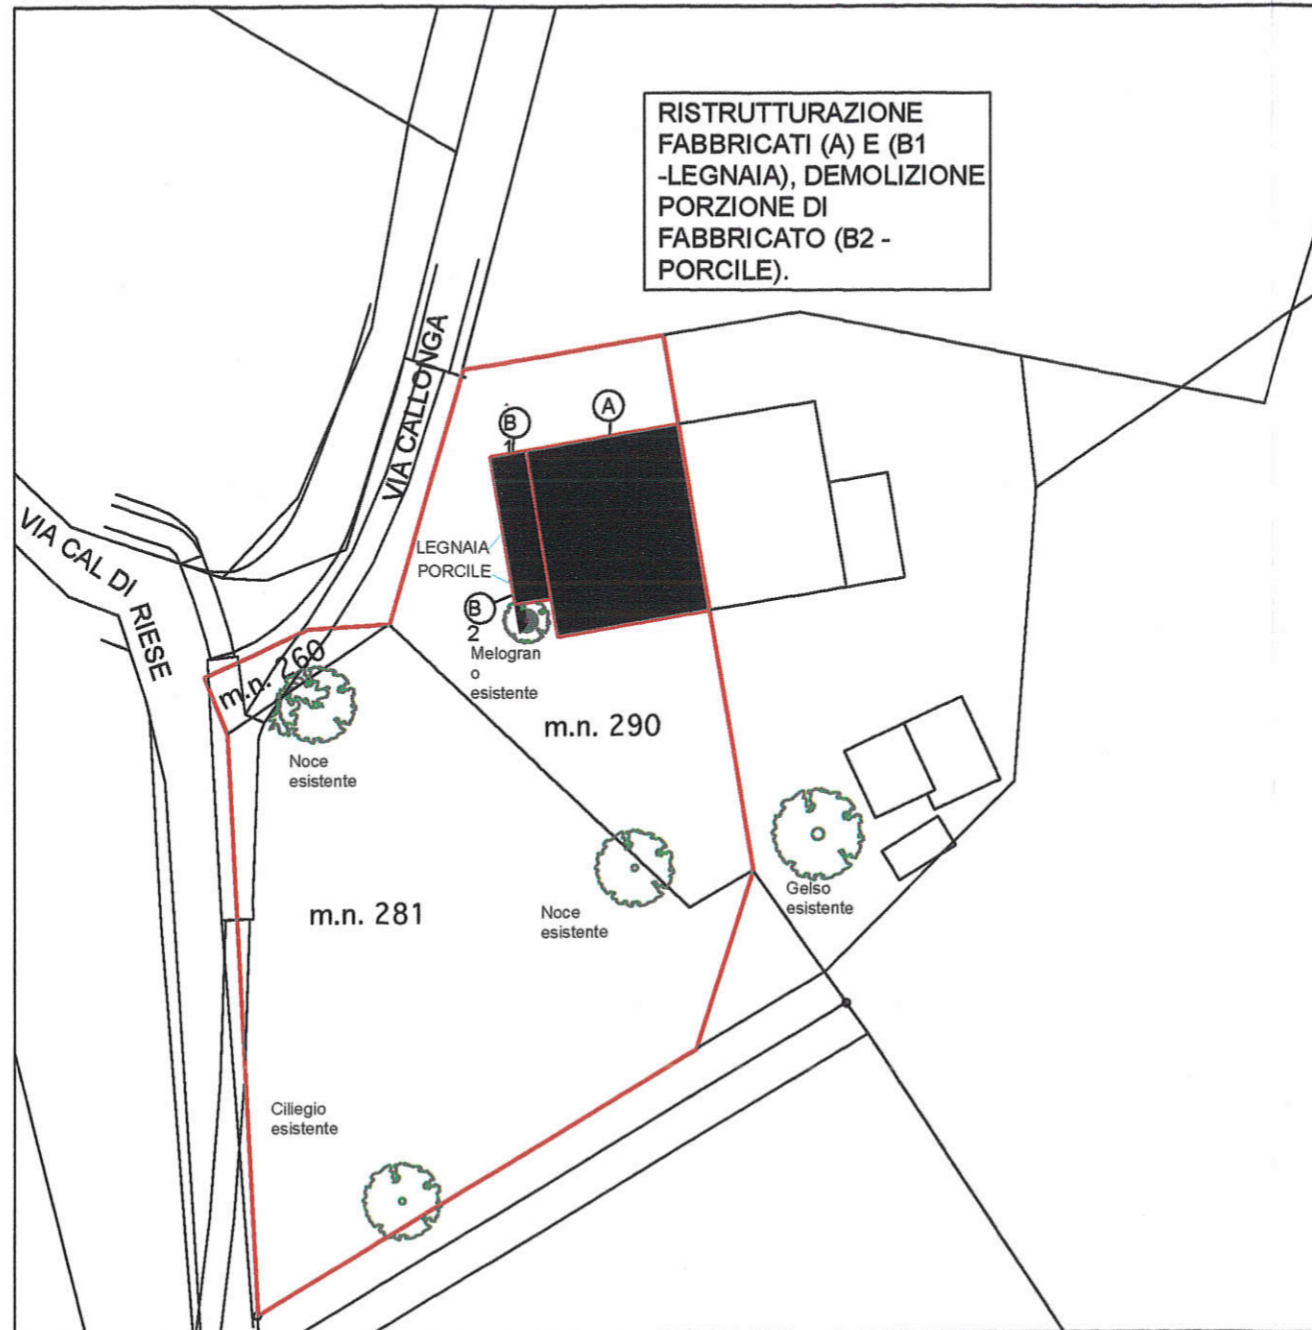 RISTRUTTURAZIONE
FABBRICATI (A) E (B1
-LEGNAIA), DEMOLIZIONE
PORZIONE DI
FABBRICATO (B2 -
PORCILE).
VIA CALLONGA
B
1
A
VIA CAL DI RIESE
LEGNAIA
PORCILE
B
2
Melogran
o
esistente
m.n. 260
m.n. 290
Noce
esistente
Gelso
esistente
m.n. 281
Noce
esistente
Ciliegio
esistente